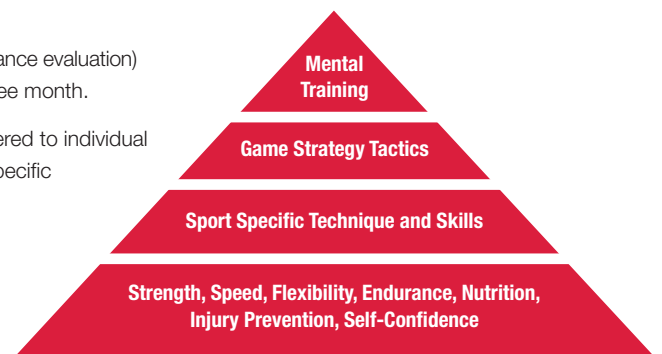 ance evaluation)
ee month.
ered to individual
pecific
Mental
Training
Game Strategy Tactics
Sport Specific Technique and Skills
Strength, Speed, Flexibility, Endurance, Nutrition,
Injury Prevention, Self-Confidence